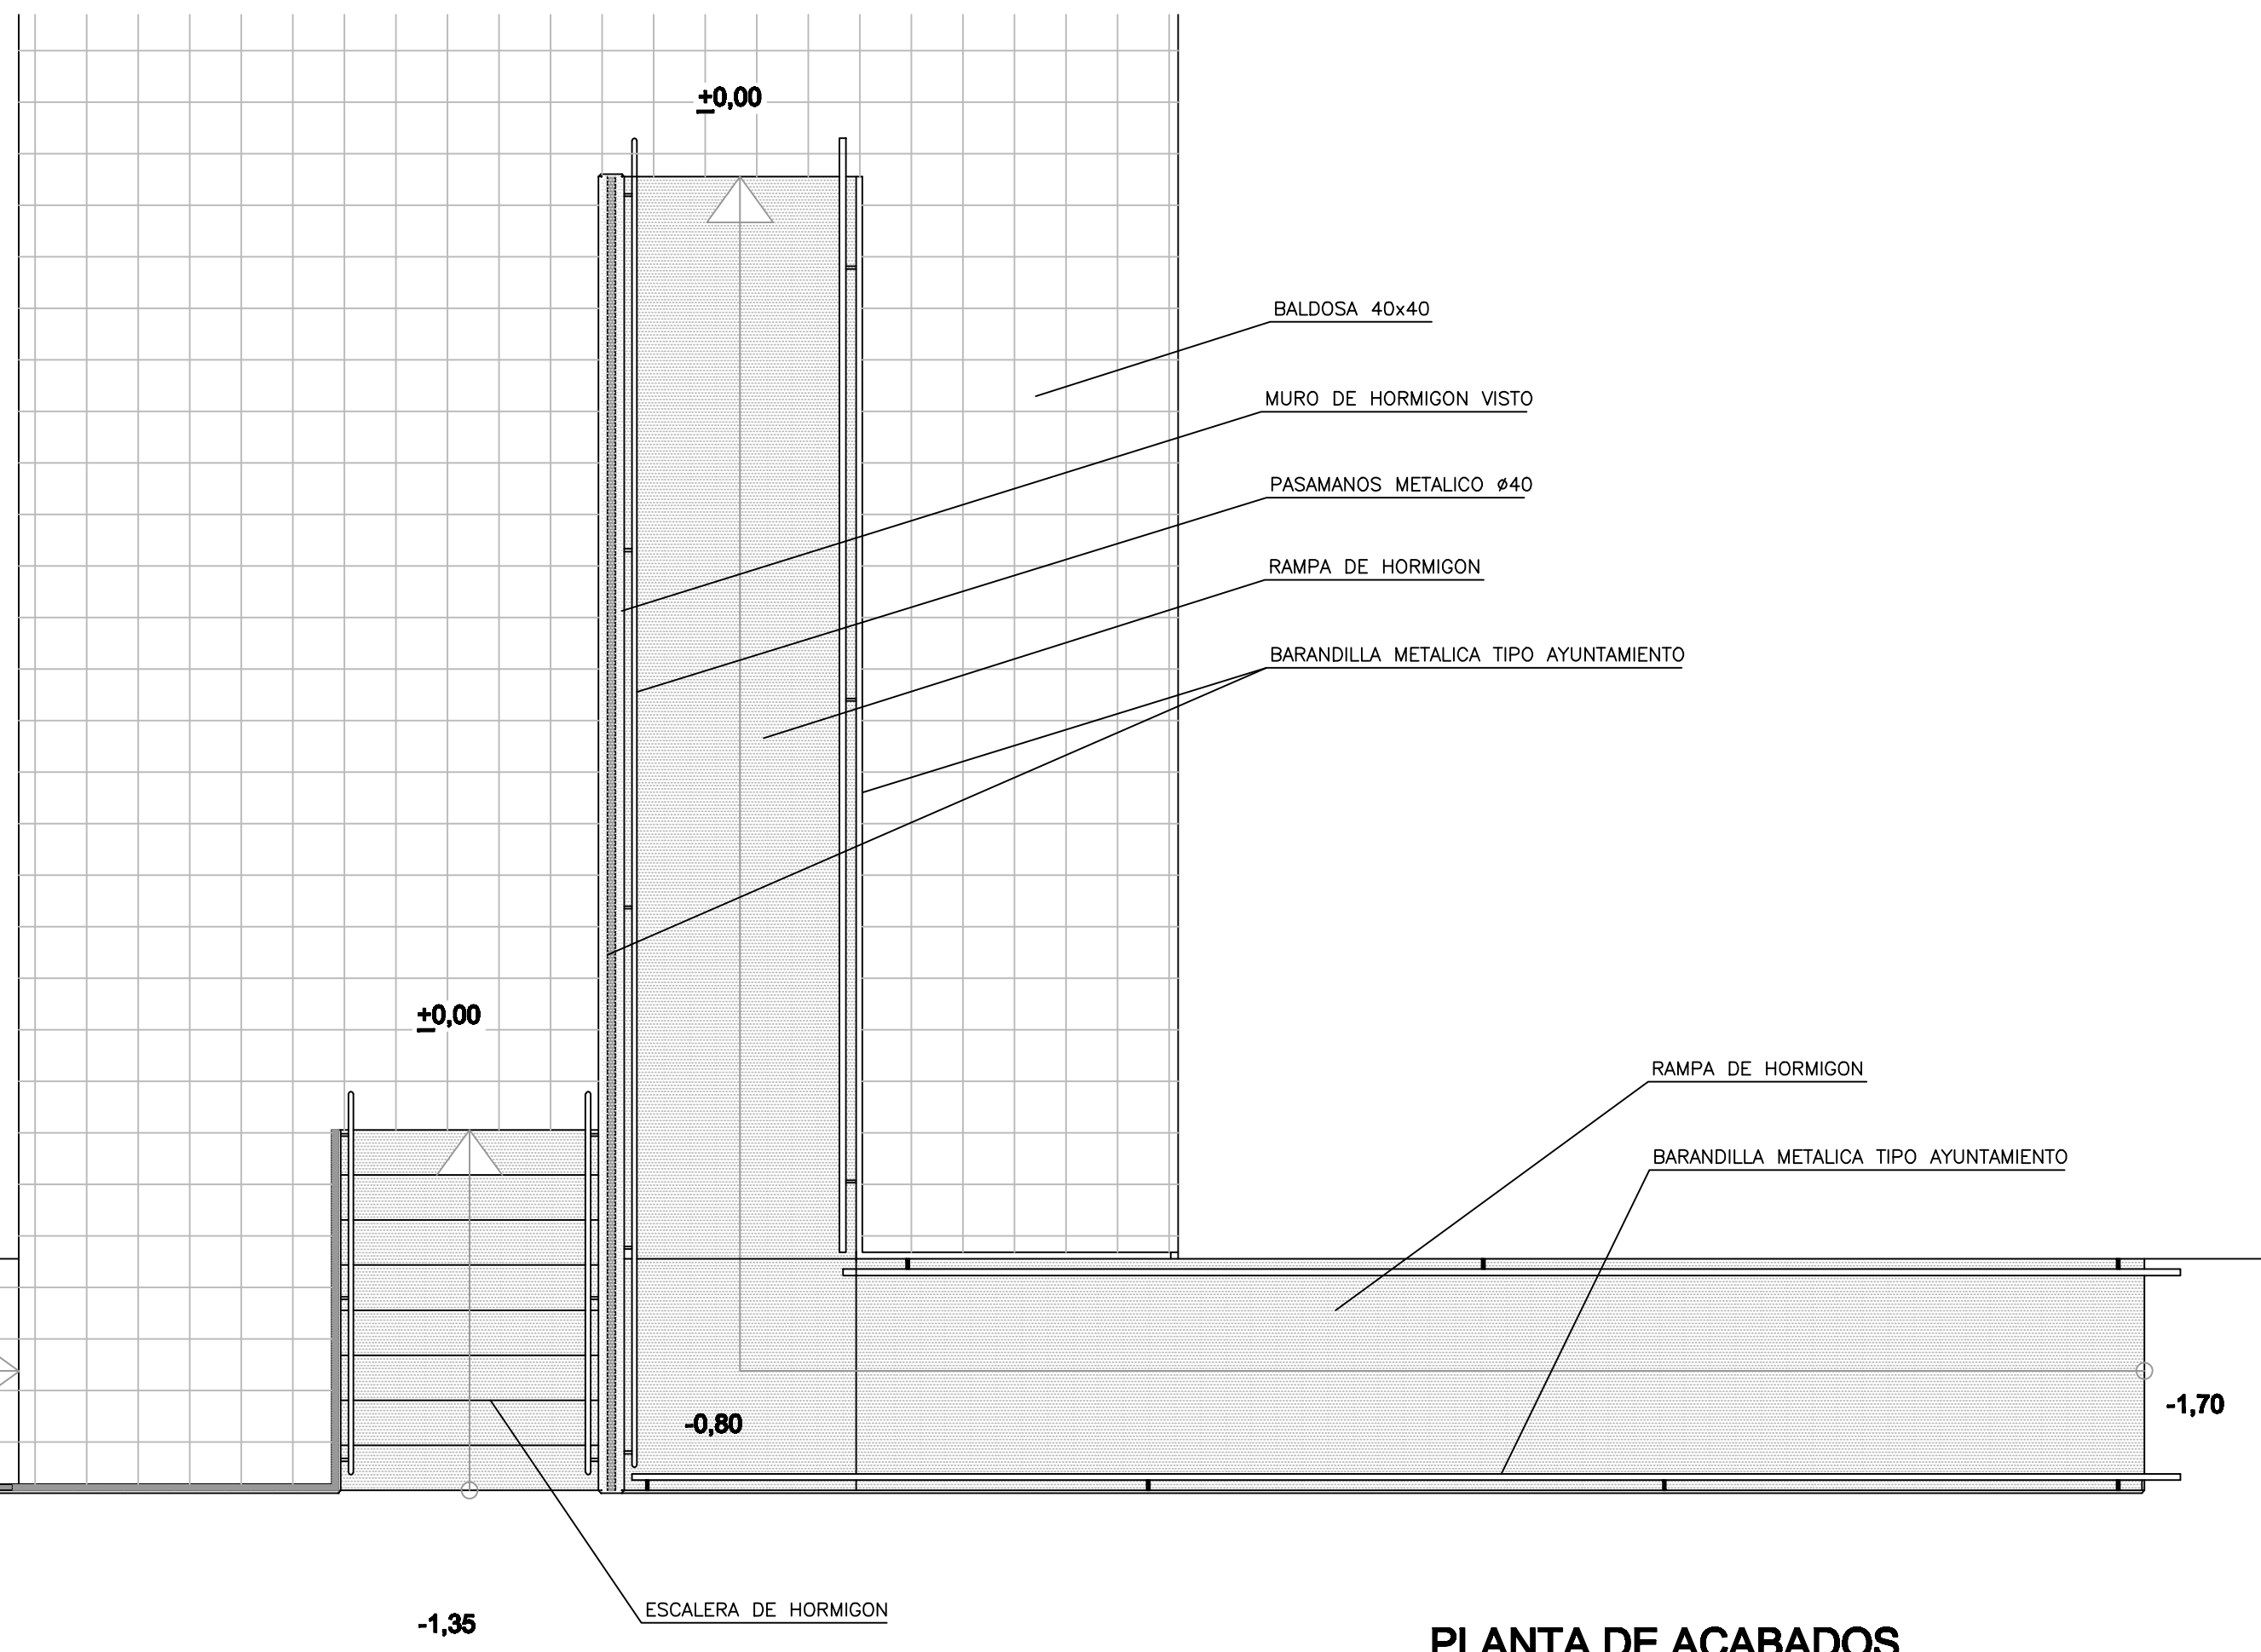 ±0,00
BALDOSA 40x40
MURO DE HORMIGON VISTO
PASAMANOS METALICO ø40
RAMPA DE HORMIGON
BARANDILLA METALICA TIPO AYUNTAMIENTO
±0,00
RAMPA DE HORMIGON
BARANDILLA METALICA TIPO AYUNTAMIENTO
-1,70
-0,80
ESCALERA DE HORMIGON
-1,35
PLANTA DE ACABADOS